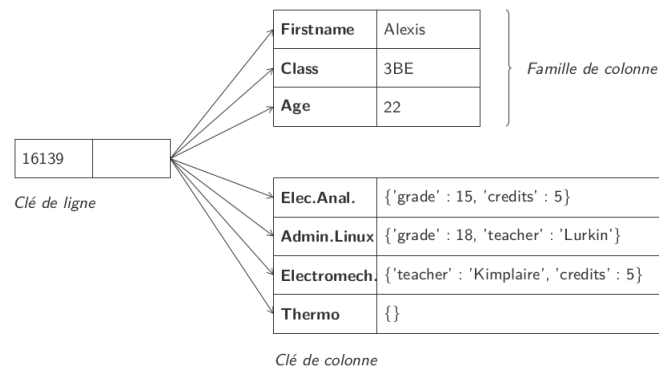 Firstname Alexis
Class 3BE
Age 22
Famille de colonne
16139
Clé de ligne
Elec.Anal. {'grade' : 15, 'credits' : 5}
Admin.Linux {'grade' : 18, 'teacher' : 'Lurkin'}
Electromech. {'teacher' : 'Kimplaire', 'credits' : 5}
Thermo {}
Clé de colonne